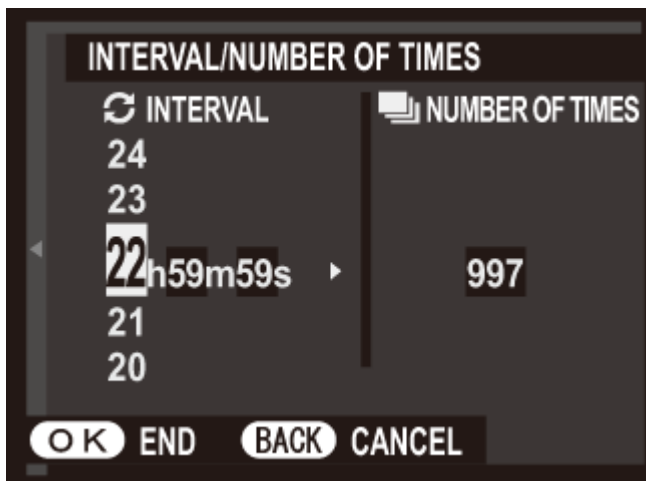 INTERVAL/NUMBER OF TIMES
INTERVAL
NUMBER OF TIMES
24
23
22h59m59s
997
21
20
OK END BACK CANCEL